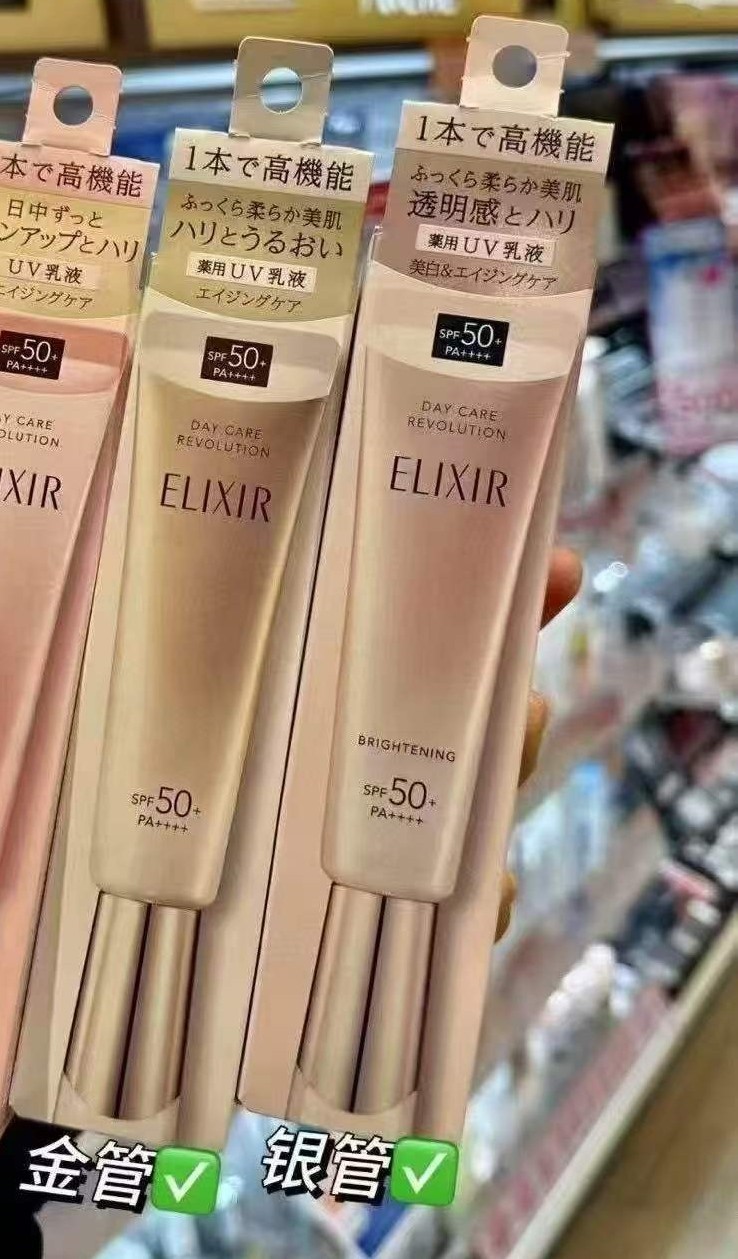 本で高機能
日中ずっと
ンアップとハリ
UV乳液
エイジングケア
SPF50+
PA++++
AY CARE
OLUTION
IXIR
1本で高機能
ふっくら柔らか美肌
ハリとうるおい
薬用UV乳液
エイジングケア
SPF50+
PA++++
DAY CARE
REVOLUTION
ELIXIR
SPF50+
PA++++
1本で高機能
ふっくら柔らか美肌
透明感とハリ
薬用UV乳液
美白&エイジングケア
SPF50+
PA++++
DAY CARE
REVOLUTION
ELIXIR
BRIGHTENING
SPF50+
PA++++
金管✅
银管✅